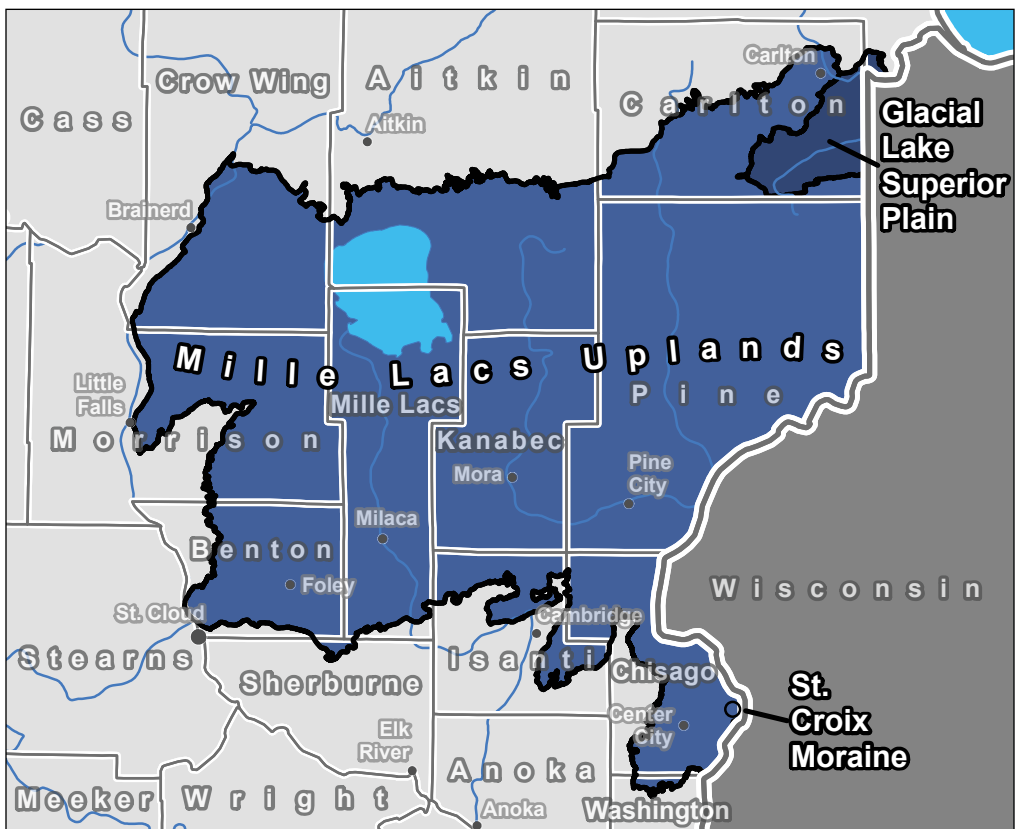 Carlton
Crow Wing
Aitkin
Cass
Carlton
Glacial
Lake
Superior
Plain
Aitkin
Brainerd
Mille Lacs Uplands
Little
Falls
Mille Lacs
Pine
Morrison
Kanabec
Mora
Pine
City
Milaca
Benton
Foley
Wisconsin
St. Cloud
Cambridge
Stearns
Isanti
Chisago
Sherburne
St.
Croix
Moraine
Center
City
Elk
River
Anoka
Meeker
Wright
Anoka
Washington